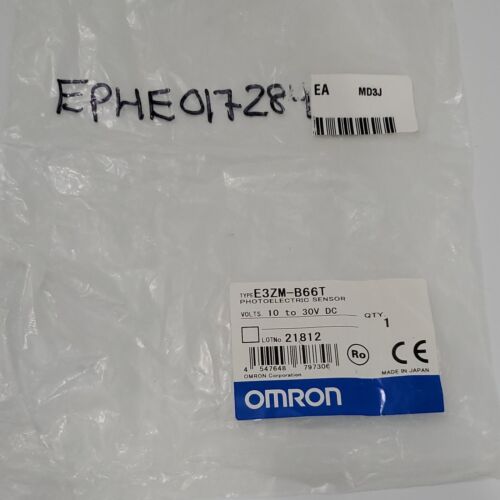 EPHE017284
EA MD3J
TYPE E3ZM-B66T
PHOTOELECTRIC SENSOR
VOLTS 10 to 30V DC
QTY 1
LOTNo. 21812
4 547648 797306
OMRON Corporation
Ro
CE
MADE IN JAPAN
OMRON